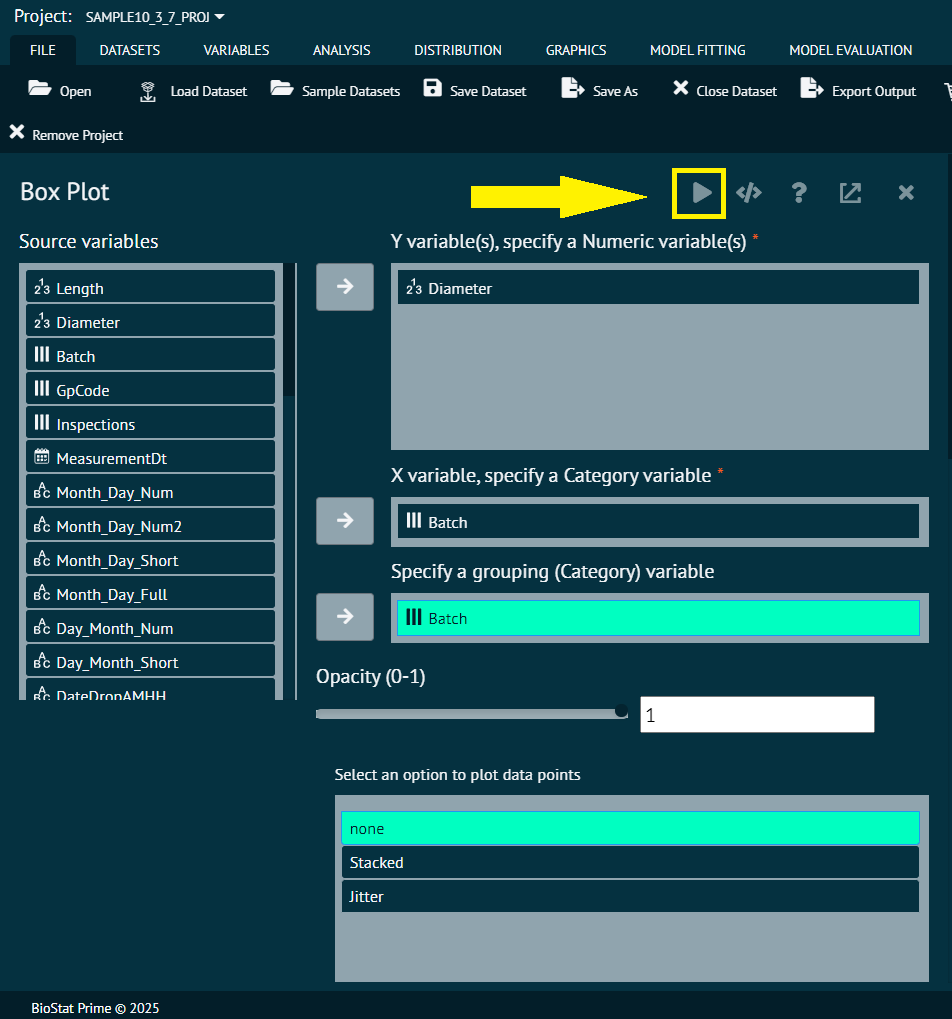 Project: SAMPLE10_3_7_PROJ
FILE DATASETS VARIABLES ANALYSIS DISTRIBUTION GRAPHICS MODEL FITTING MODEL EVALUATION
Open Load Dataset Sample Datasets Save Dataset Save As Close Dataset Export Output
Remove Project
Box Plot
Source variables
Length
Diameter
Batch
GpCode
Inspections
MeasurementDt
Month_Day_Num
Month_Day_Num2
Month_Day_Short
Month_Day_Full
Day_Month_Num
Day_Month_Short
DateDropAMHH
Y variable(s), specify a Numeric variable(s) *
Diameter
X variable, specify a Category variable *
Batch
Specify a grouping (Category) variable
Batch
Opacity (0-1)
1
Select an option to plot data points
none
Stacked
Jitter
BioStat Prime © 2025